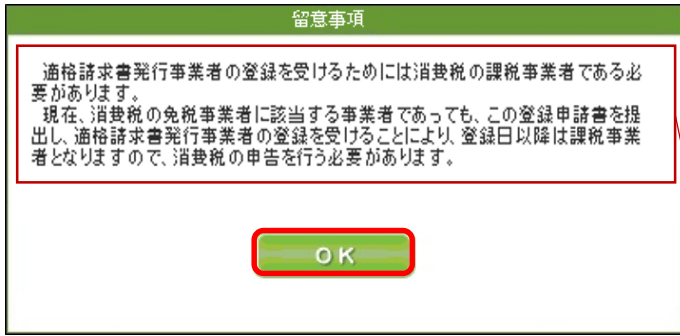 留意事項
適格請求書発行事業者の登録を受けるためには消費税の課税事業者である必
要があります。
現在、消費税の免税事業者に該当する事業者であっても、この登録申請書を提
出し、適格請求書発行事業者の登録を受けることにより、登録日以降は課税事業
者となりますので、消費税の申告を行う必要があります。
ＯＫ